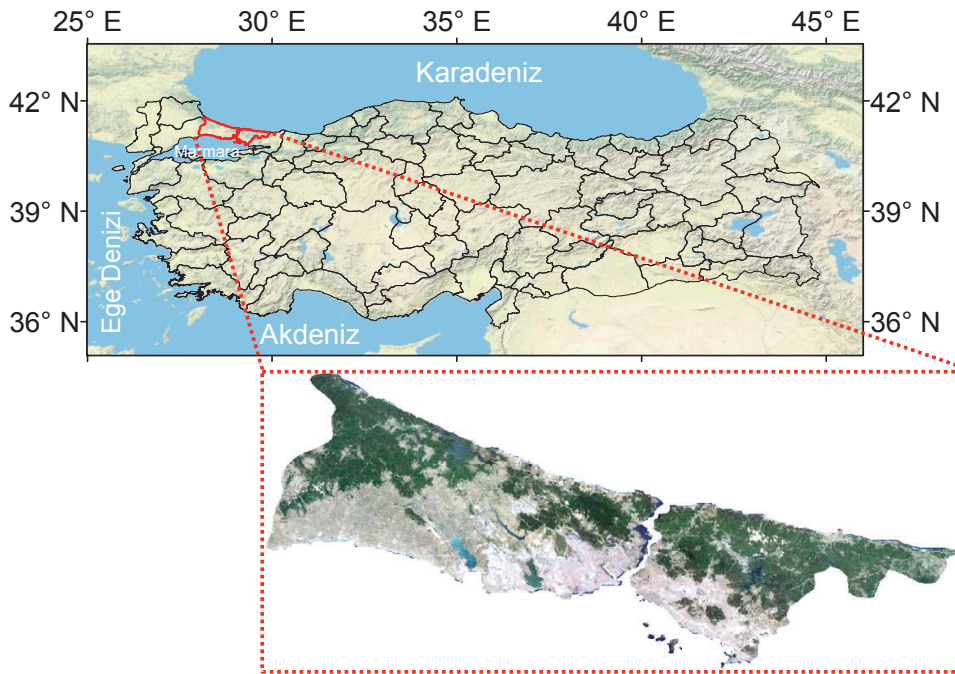 25° E 30° E 35° E 40° E 45° E
Karadeniz
42° N 42° N
Marmara
39° N 39° N
Ege Denizi
36° N 36° N
Akdeniz